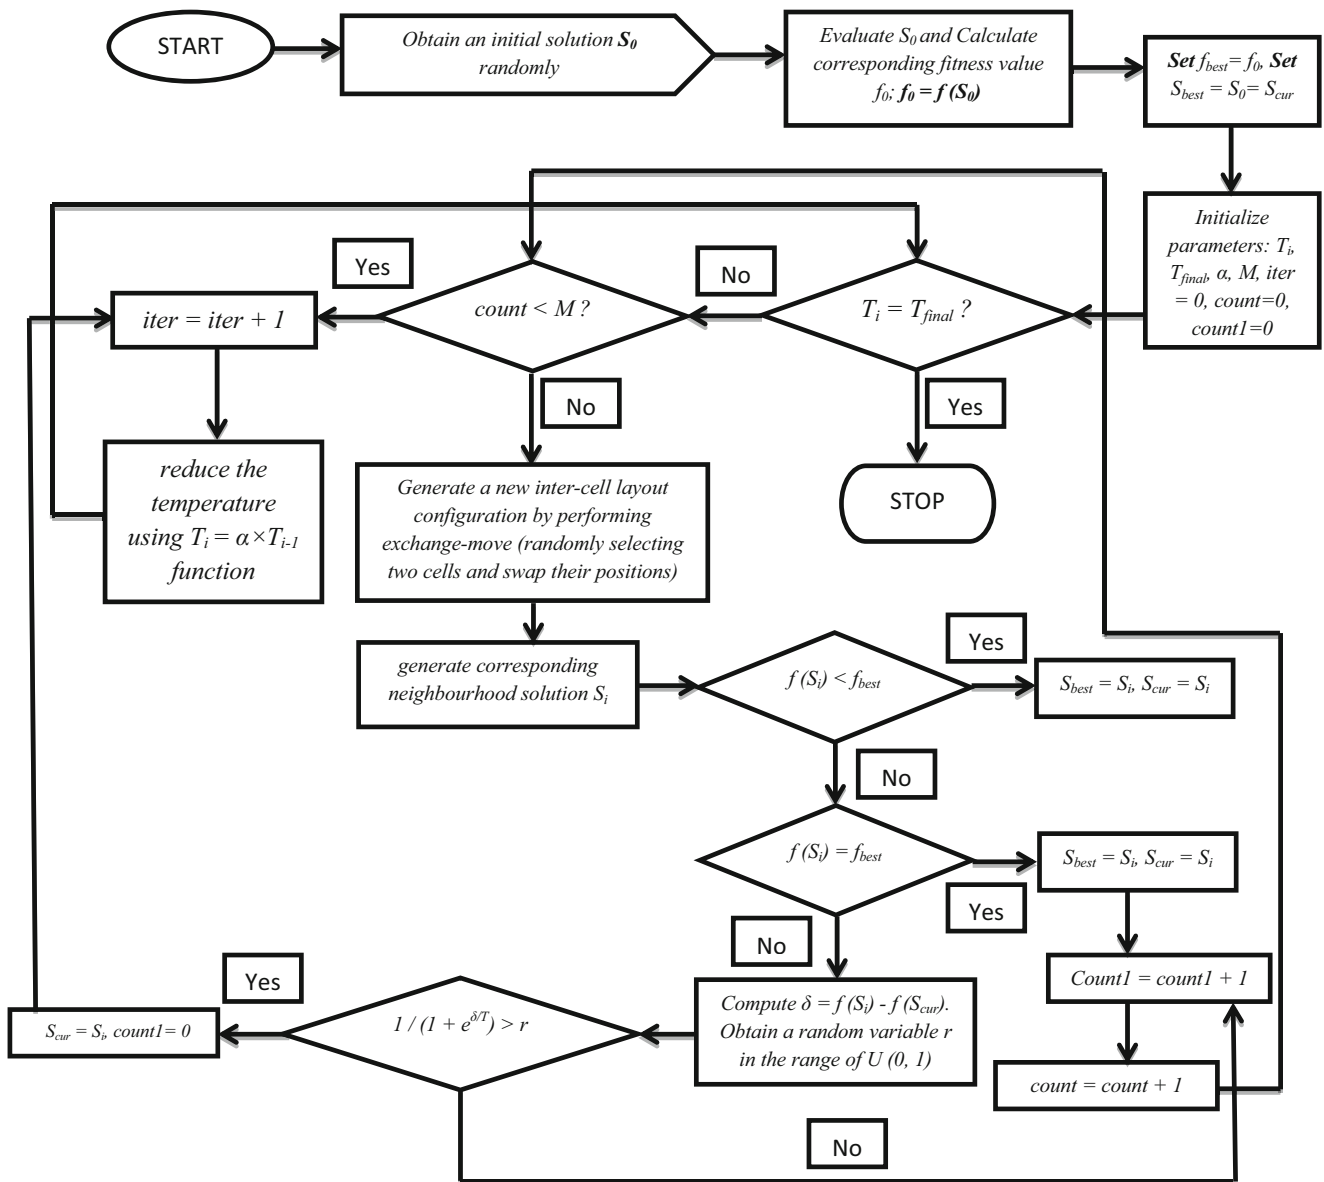 START
Obtain an initial solution S0
randomly
Evaluate S0 and Calculate
corresponding fitness value
f0; f0 = f (S0)
Set fbest= f0, Set
Sbest = S0= Scur
Initialize
parameters: Ti,
Tfinal, α, M, iter
= 0, count=0,
count1=0
Ti = Tfinal ?
No
Yes
STOP
count < M ?
Yes
No
iter = iter + 1
reduce the
temperature
using Ti = α×Ti-1
function
Generate a new inter-cell layout
configuration by performing
exchange-move (randomly selecting
two cells and swap their positions)
generate corresponding
neighbourhood solution Si
f (Si) < fbest
Yes
Sbest = Si, Scur = Si
No
f (Si) = fbest
Yes
Sbest = Si, Scur = Si
Count1 = count1 + 1
count = count + 1
No
Compute δ = f (Si) - f (Scur).
Obtain a random variable r
in the range of U (0, 1)
1 / (1 + eδ/T) > r
Yes
Scur = Si, count1= 0
No